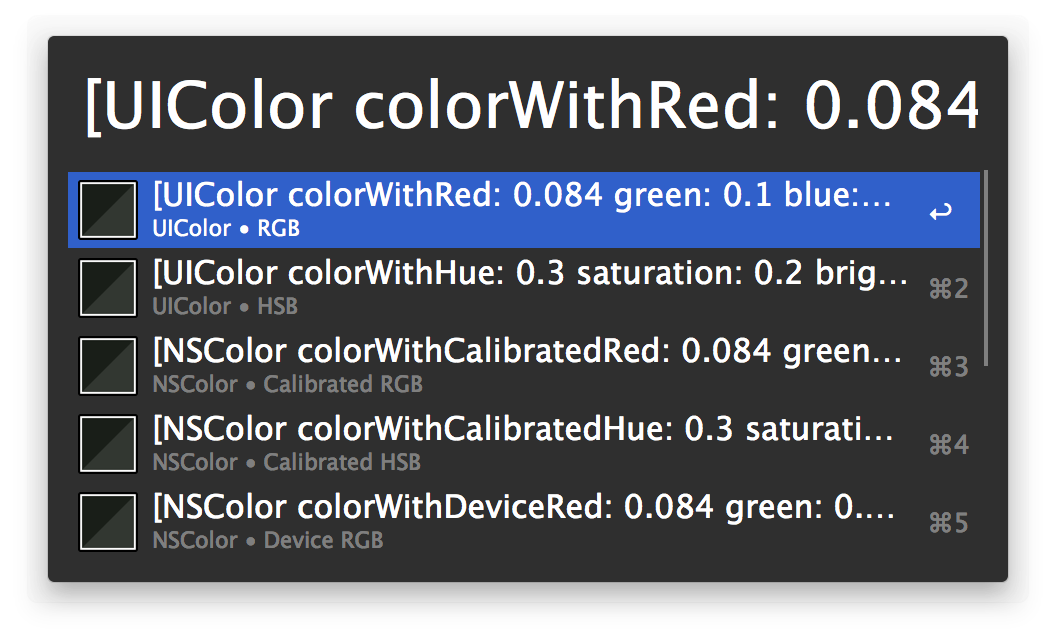 [UIColor colorWithRed: 0.084
[UIColor colorWithRed: 0.084 green: 0.1 blue:…
↩
UIColor • RGB
[UIColor colorWithHue: 0.3 saturation: 0.2 brig…
⌘2
UIColor • HSB
[NSColor colorWithCalibratedRed: 0.084 green…
⌘3
NSColor • Calibrated RGB
[NSColor colorWithCalibratedHue: 0.3 saturati…
⌘4
NSColor • Calibrated HSB
[NSColor colorWithDeviceRed: 0.084 green: 0.…
⌘5
NSColor • Device RGB